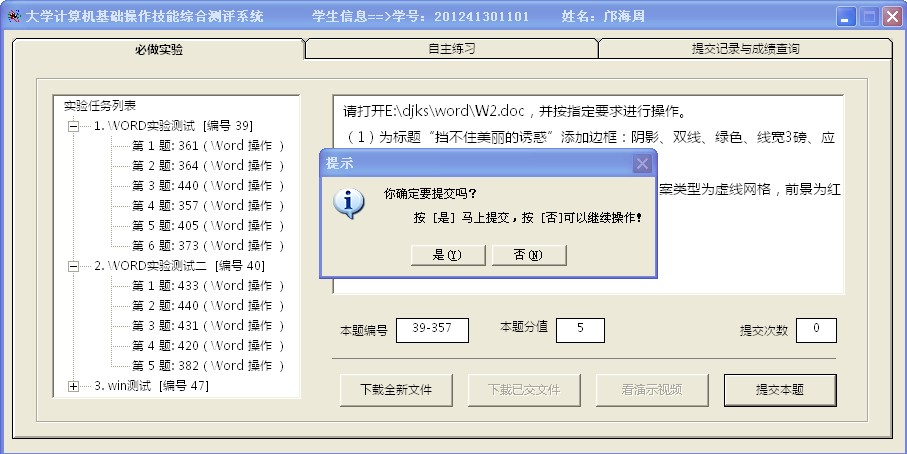 大学计算机基础操作技能综合测评系统 学生信息==>学号：201241301101 姓名：邝海周
必做实验 自主练习 提交记录与成绩查询
实验任务列表
1. WORD实验测试 [编号 39]
第 1 题: 361 ( Word 操作 )
第 2 题: 364 ( Word 操作 )
第 3 题: 440 ( Word 操作 )
第 4 题: 357 ( Word 操作 )
第 5 题: 405 ( Word 操作 )
第 6 题: 373 ( Word 操作 )
2. WORD实验测试二 [编号 40]
第 1 题: 433 ( Word 操作 )
第 2 题: 440 ( Word 操作 )
第 3 题: 431 ( Word 操作 )
第 4 题: 420 ( Word 操作 )
第 5 题: 382 ( Word 操作 )
3. win测试 [编号 47]
请打开E:\djks\word\W2.doc，并按指定要求进行操作。
（1）为标题“挡不住美丽的诱惑”添加边框：阴影、双线、绿色、线宽3磅、应
案类型为虚线网格，前景为红
提示
你确定要提交吗？
按 [是] 马上提交，按 [否]可以继续操作!
是(Y) 否(N)
本题编号 39-357 本题分值 5 提交次数 0
下载全新文件 下载已交文件 看演示视频 提交本题